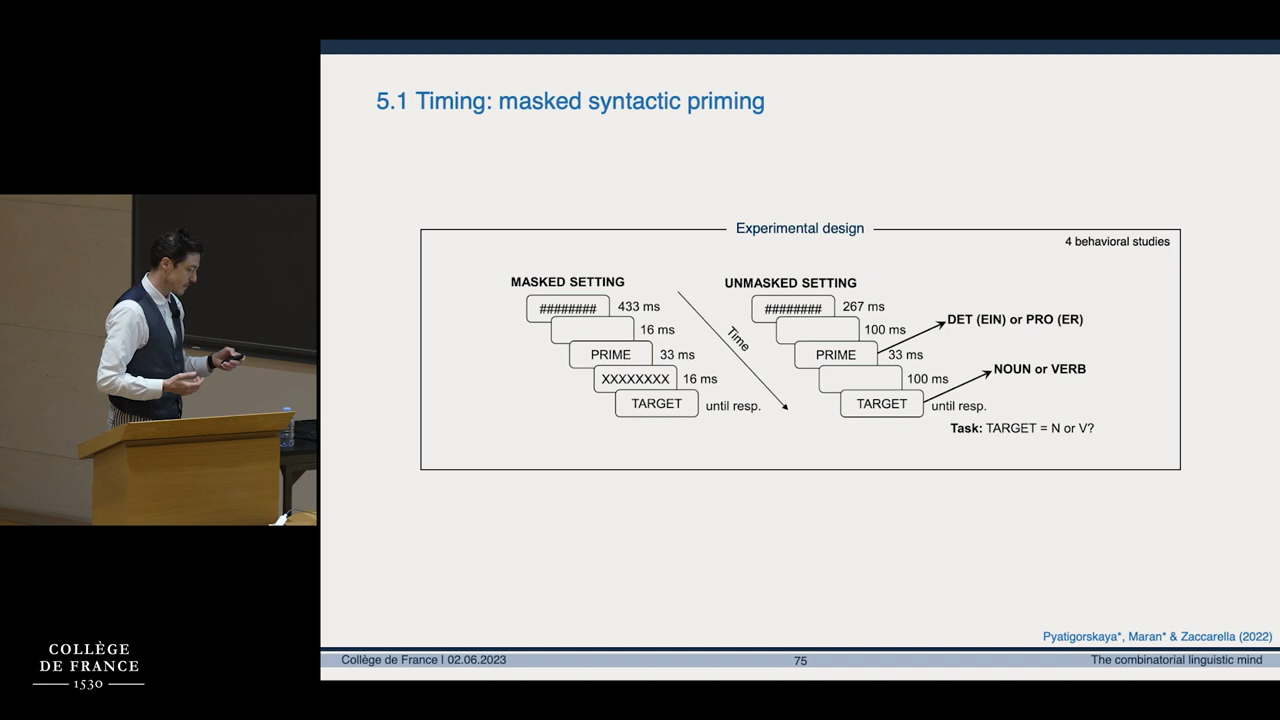 5.1 Timing: masked syntactic priming
Experimental design
4 behavioral studies
MASKED SETTING
######## 433 ms
16 ms
PRIME 33 ms
XXXXXXXX 16 ms
TARGET until resp.
Time
UNMASKED SETTING
######## 267 ms
100 ms
PRIME 33 ms
100 ms
TARGET until resp.
DET (EIN) or PRO (ER)
NOUN or VERB
Task: TARGET = N or V?
Pyatigorskaya*, Maran* & Zaccarella (2022)
Collège de France I 02.06.2023
75
The combinatorial linguistic mind
COLLÈGE
DE FRANCE
1530